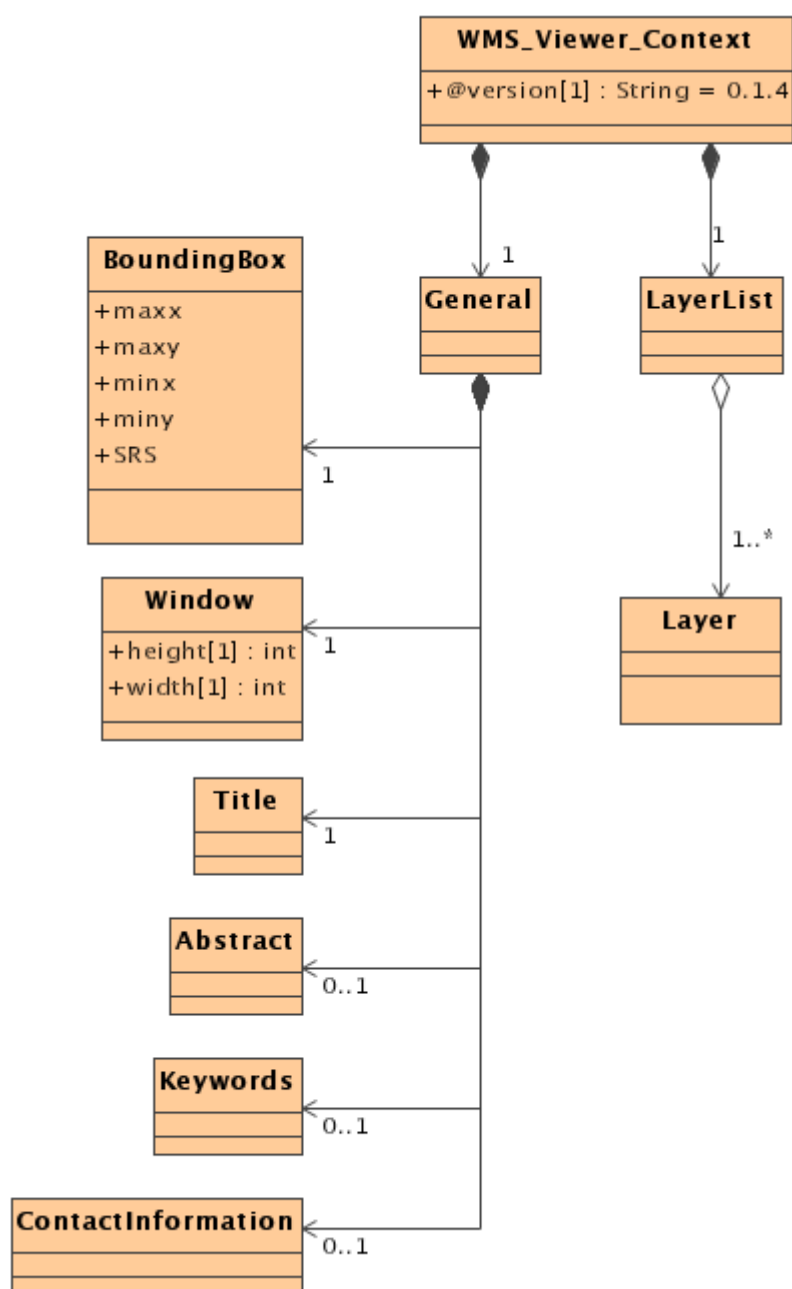 WMS_Viewer_Context
+@version[1] : String = 0.1.4
1
1
BoundingBox
+maxx
+maxy
+minx
+miny
+SRS
General
LayerList
1
1..*
Window
+height[1] : int
+width[1] : int
1
Layer
Title
1
Abstract
0..1
Keywords
0..1
ContactInformation
0..1